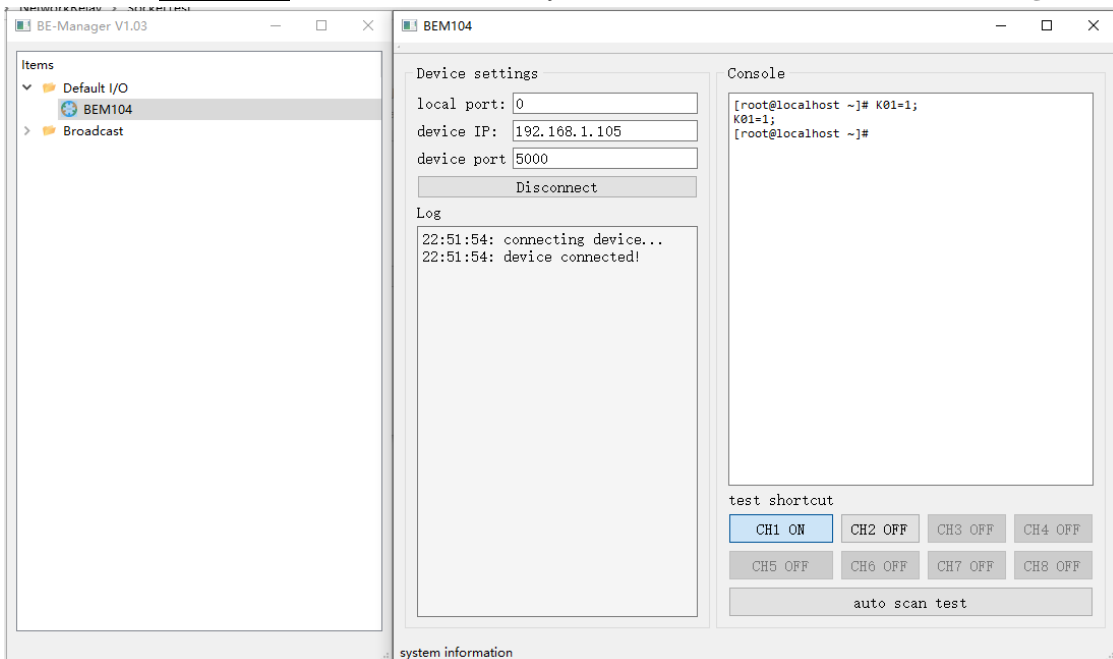 BE-Manager V1.03
Items
Default I/O
BEM104
Broadcast
BEM104
Device settings
local port: 0
device IP: 192.168.1.105
device port 5000
Disconnect
Log
22:51:54: connecting device...
22:51:54: device connected!
Console
[root@localhost ~]# K01=1;
K01=1;
[root@localhost ~]#
test shortcut
CH1 ON CH2 OFF CH3 OFF CH4 OFF
CH5 OFF CH6 OFF CH7 OFF CH8 OFF
auto scan test
system information